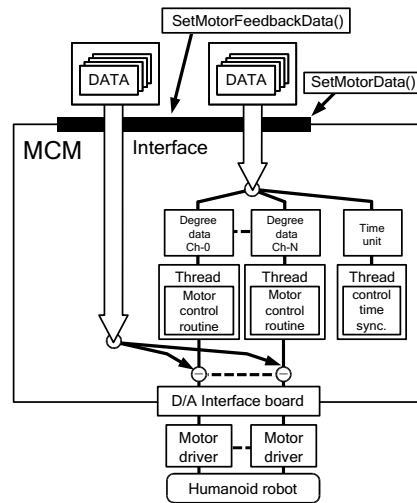 SetMotorFeedbackData()
DATA
DATA
SetMotorData()
MCM
Interface
Degree
data
Ch-0
Degree
data
Ch-N
Time
unit
Thread
Motor
control
routine
Thread
Motor
control
routine
Thread
control
time
sync.
D/A Interface board
Motor
driver
Motor
driver
Humanoid robot